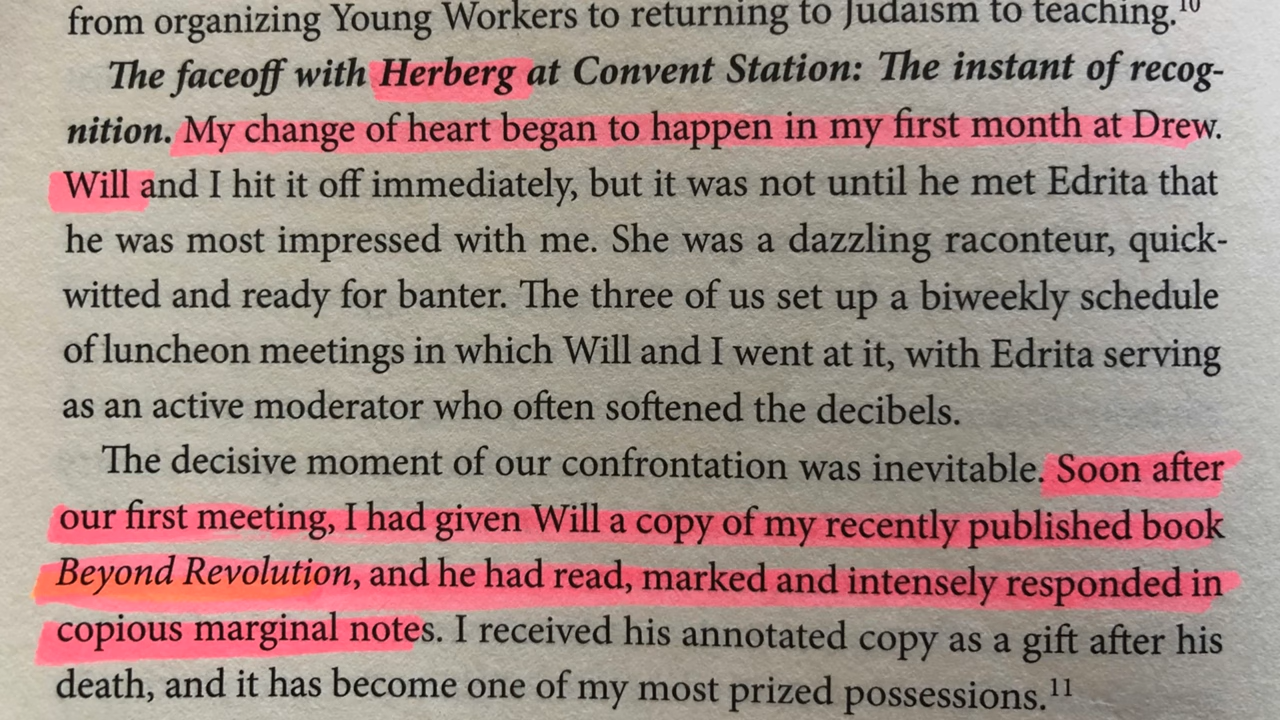 from organizing Young Workers to returning to Judaism to teaching.10
The faceoff with Herberg at Convent Station: The instant of recog-
nition. My change of heart began to happen in my first month at Drew.
Will and I hit it off immediately, but it was not until he met Edrita that
he was most impressed with me. She was a dazzling raconteur, quick-
witted and ready for banter. The three of us set up a biweekly schedule
of luncheon meetings in which Will and I went at it, with Edrita serving
as an active moderator who often softened the decibels.
The decisive moment of our confrontation was inevitable. Soon after
our first meeting, I had given Will a copy of my recently published book
Beyond Revolution, and he had read, marked and intensely responded in
copious marginal notes. I received his annotated copy as a gift after his
death, and it has become one of my most prized possessions.11